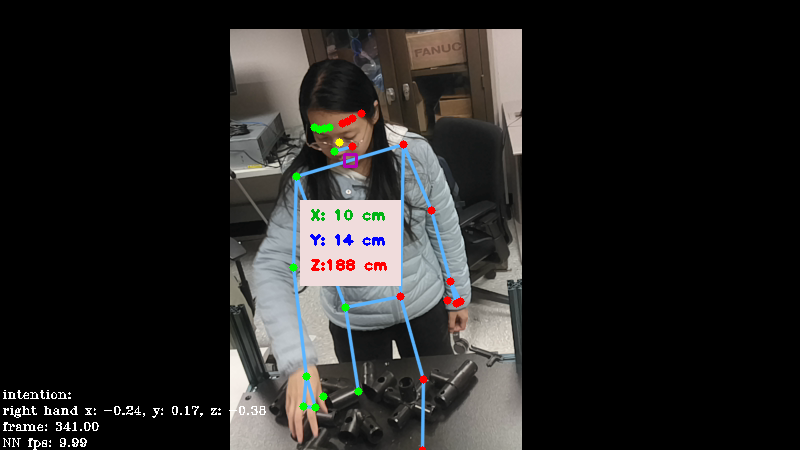 FANUC
X: 10 cm
Y: 14 cm
Z:188 cm
intention:
right hand x: -0.24, y: 0.17, z: -0.38
frame: 341.00
NN fps: 9.99